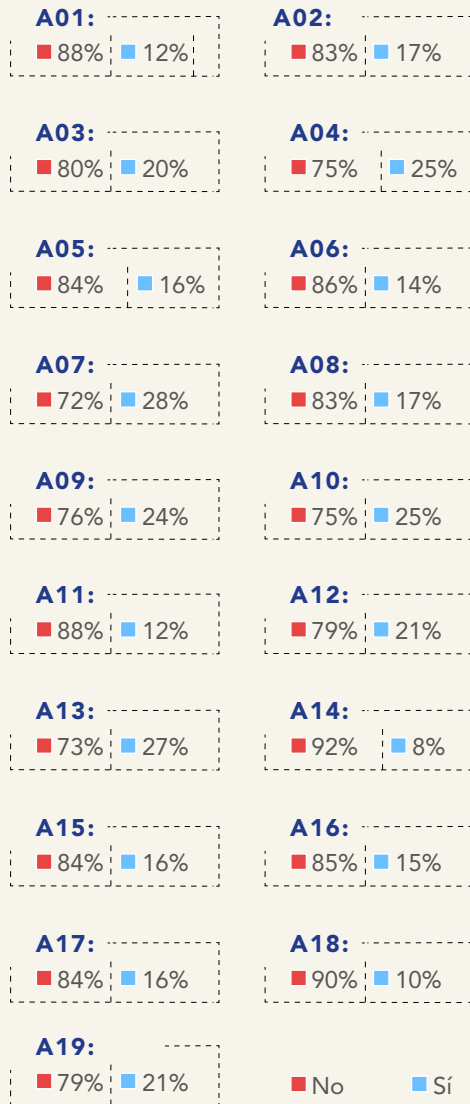 A01: A02:
88% 12% 83% 17%
A03: A04:
80% 20% 75% 25%
A05: A06:
84% 16% 86% 14%
A07: A08:
72% 28% 83% 17%
A09: A10:
76% 24% 75% 25%
A11: A12:
88% 12% 79% 21%
A13: A14:
73% 27% 92% 8%
A15: A16:
84% 16% 85% 15%
A17: A18:
84% 16% 90% 10%
A19:
79% 21% No Sí